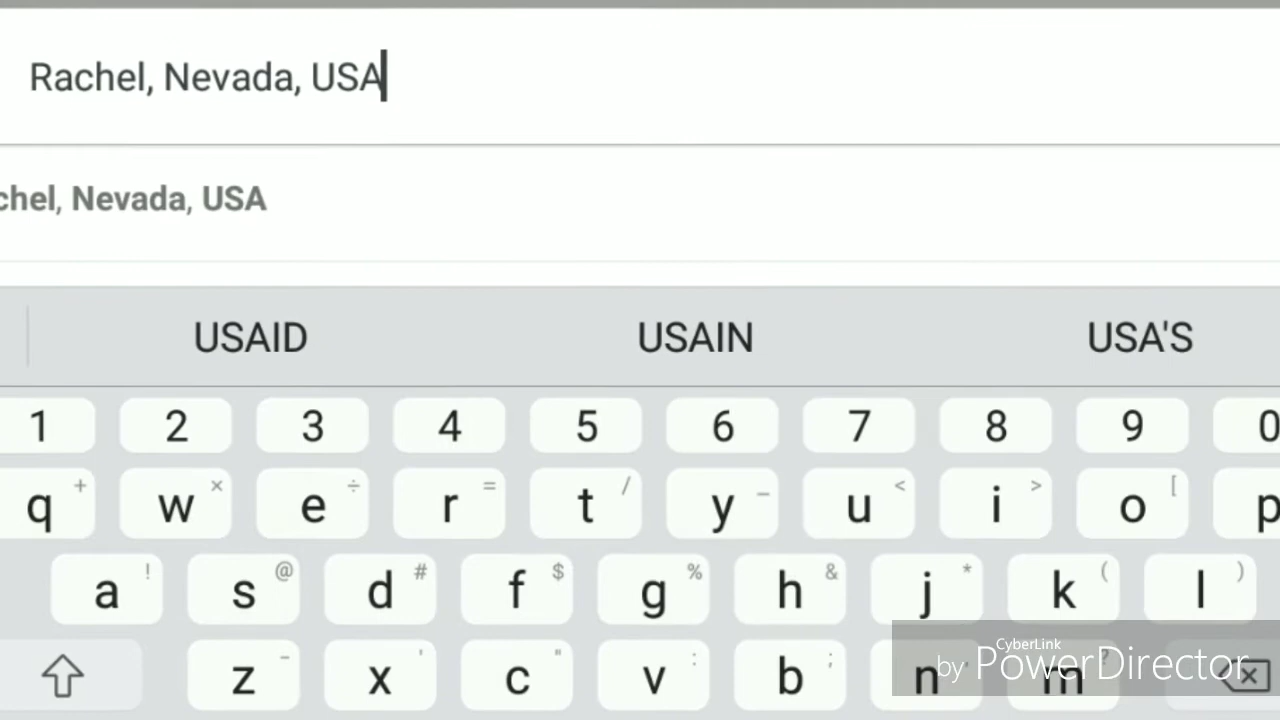 Rachel, Nevada, USA
chel, Nevada, USA
USAID USAIN USA'S
1 2 3 4 5 6 7 8 9 0
q + w × e ÷ r = t / y _ u < i > o [ p
a ! s @ d # f $ g % h & j * k ( l )
z - x ' c " v : b ; n , m ?
CyberLink
by PowerDirector